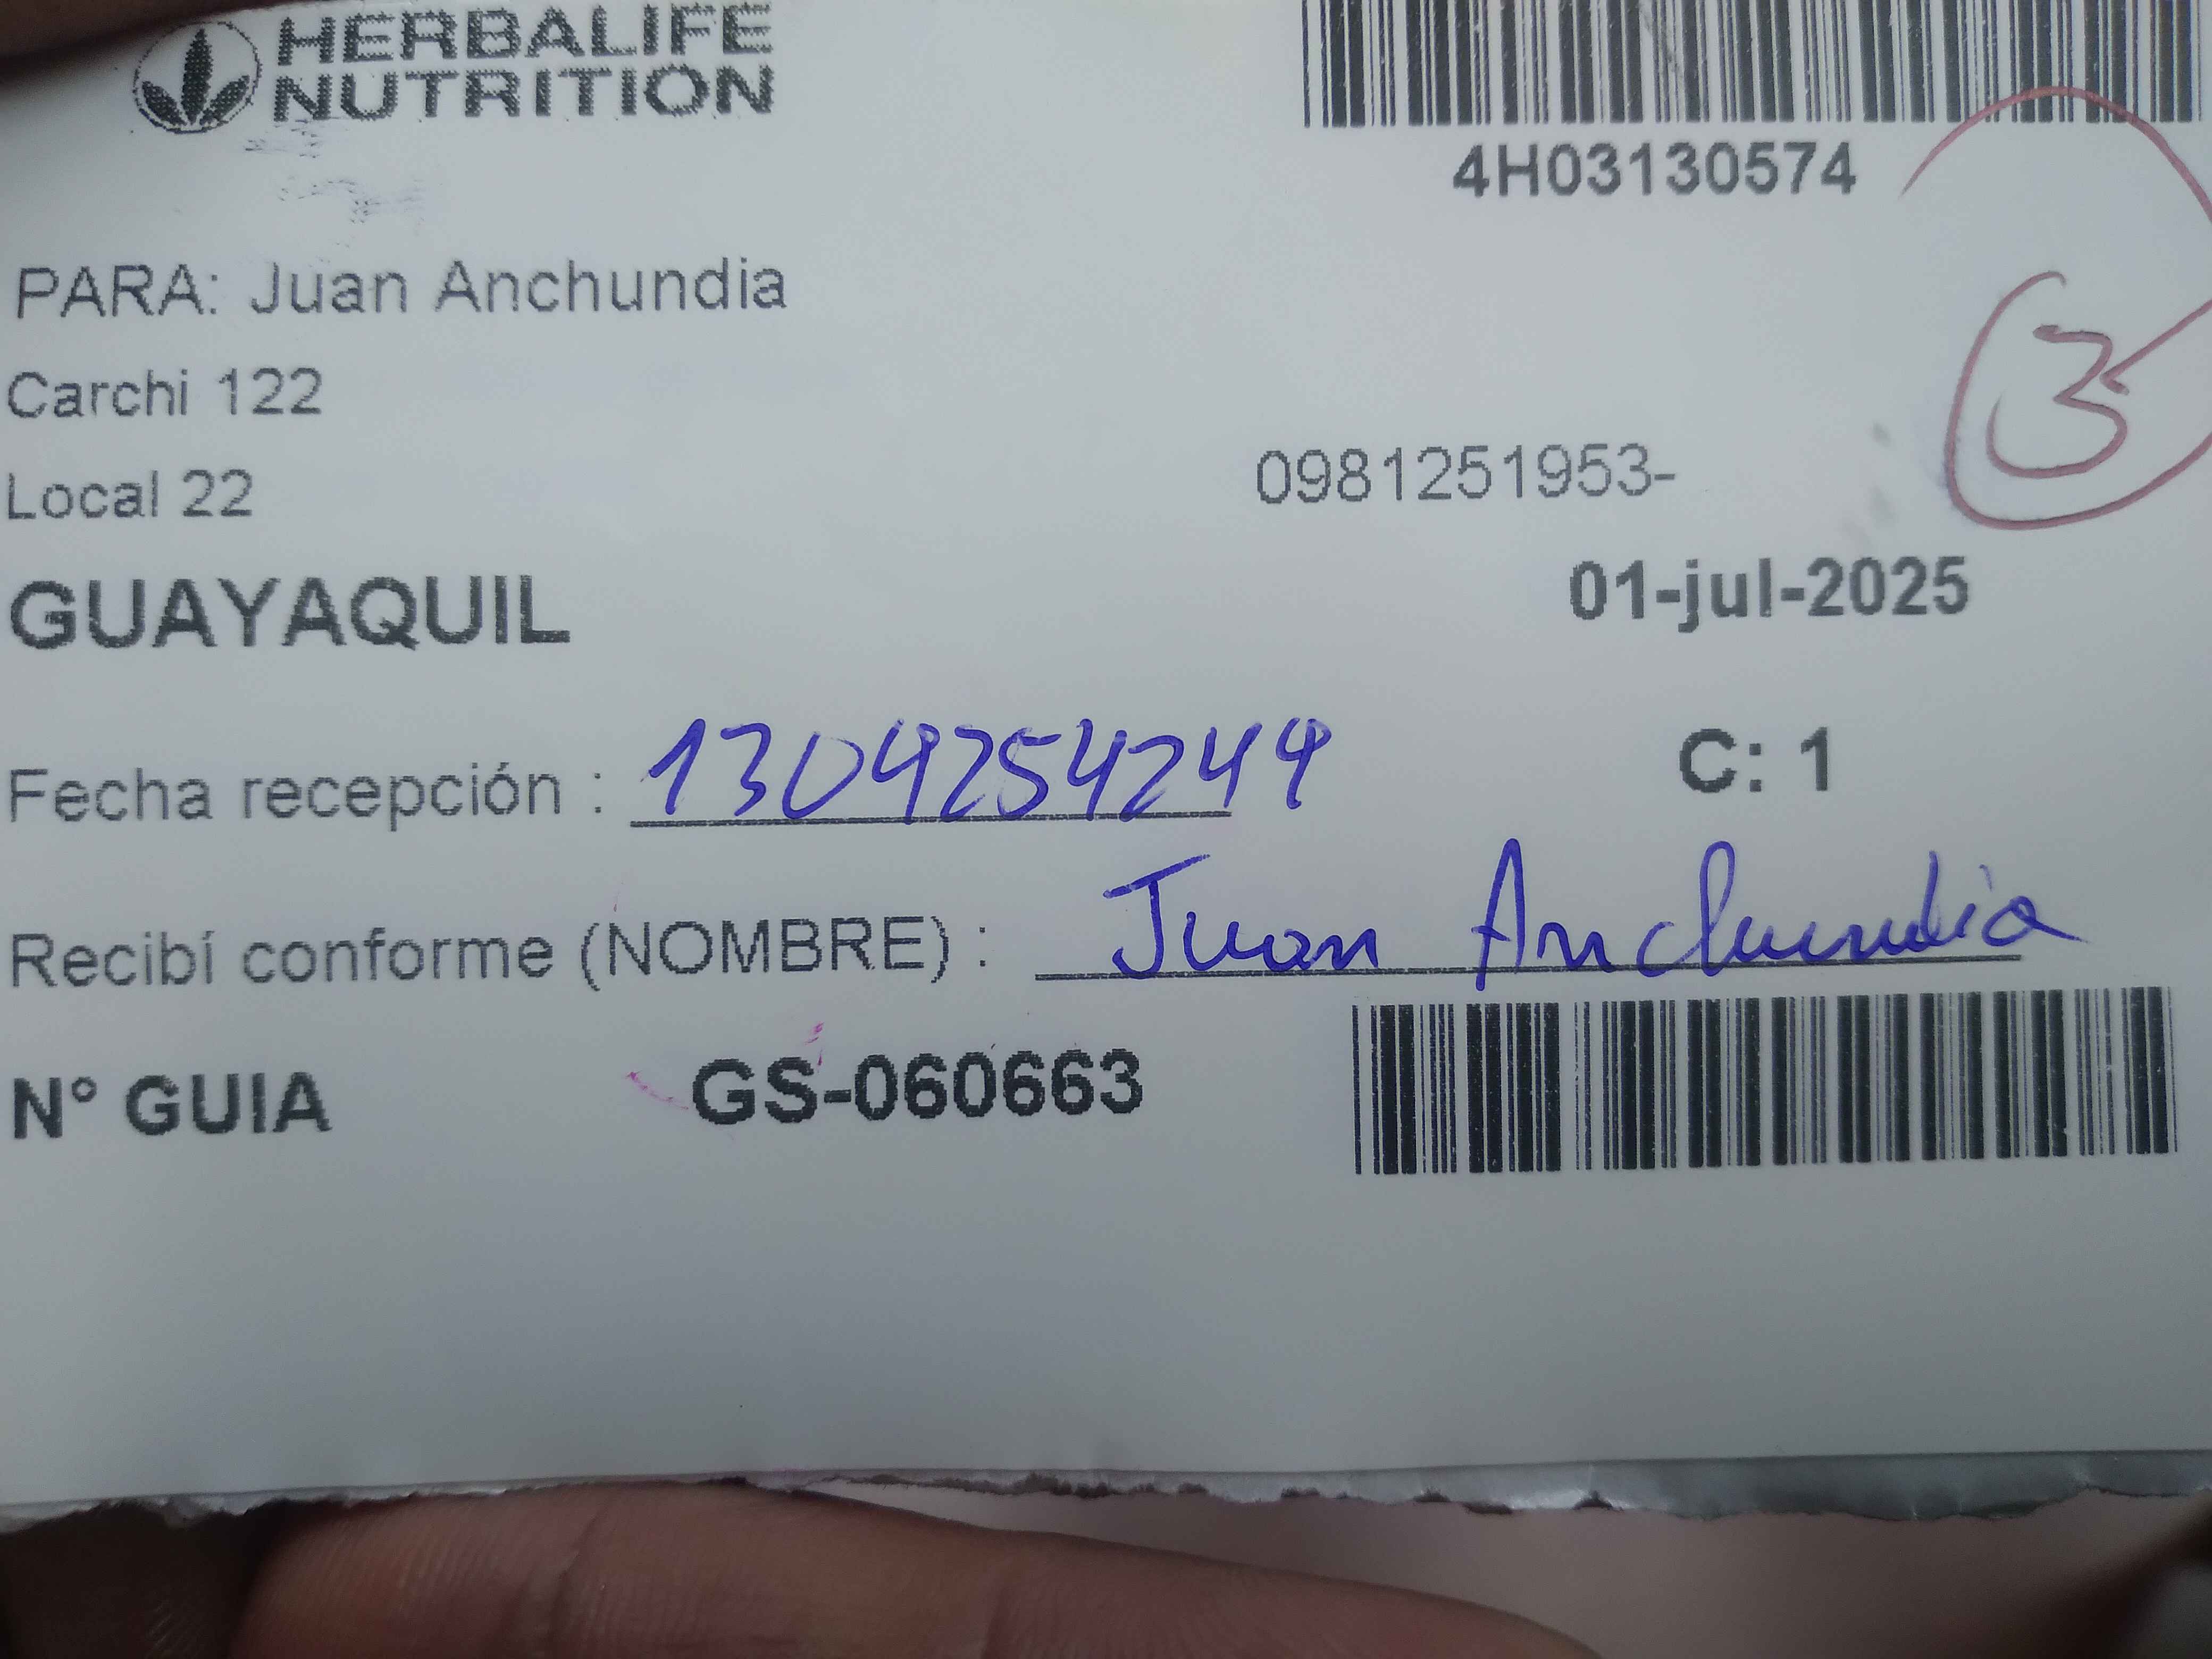 HERBALIFE
NUTRITION
4H03130574
PARA: Juan Anchundia
Carchi 122
3
Local 22
0981251953-
GUAYAQUIL
01-jul-2025
Fecha recepción : 1304254244
C: 1
Recibí conforme (NOMBRE) : Juan Anchundia
N° GUIA GS-060663